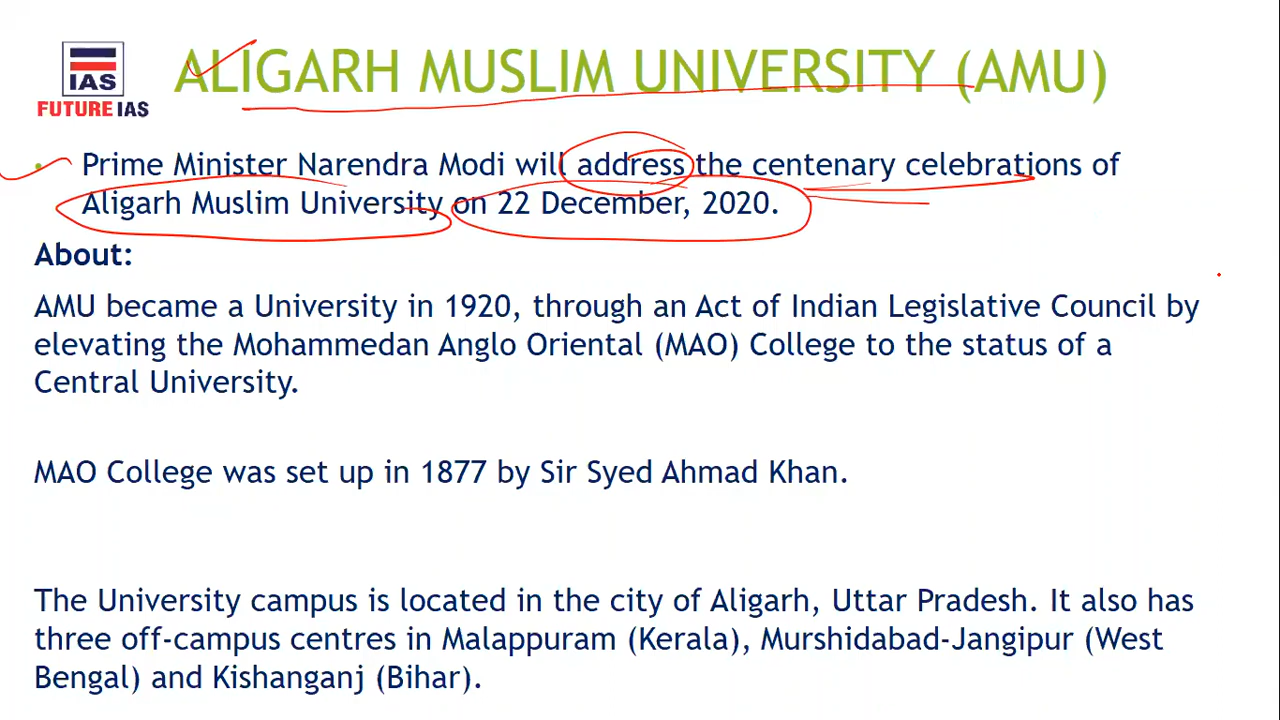 IAS
FUTURE IAS
ALIGARH MUSLIM UNIVERSITY (AMU)
• Prime Minister Narendra Modi will address the centenary celebrations of
Aligarh Muslim University on 22 December, 2020.
About:
AMU became a University in 1920, through an Act of Indian Legislative Council by
elevating the Mohammedan Anglo Oriental (MAO) College to the status of a
Central University.
MAO College was set up in 1877 by Sir Syed Ahmad Khan.
The University campus is located in the city of Aligarh, Uttar Pradesh. It also has
three off-campus centres in Malappuram (Kerala), Murshidabad-Jangipur (West
Bengal) and Kishanganj (Bihar).